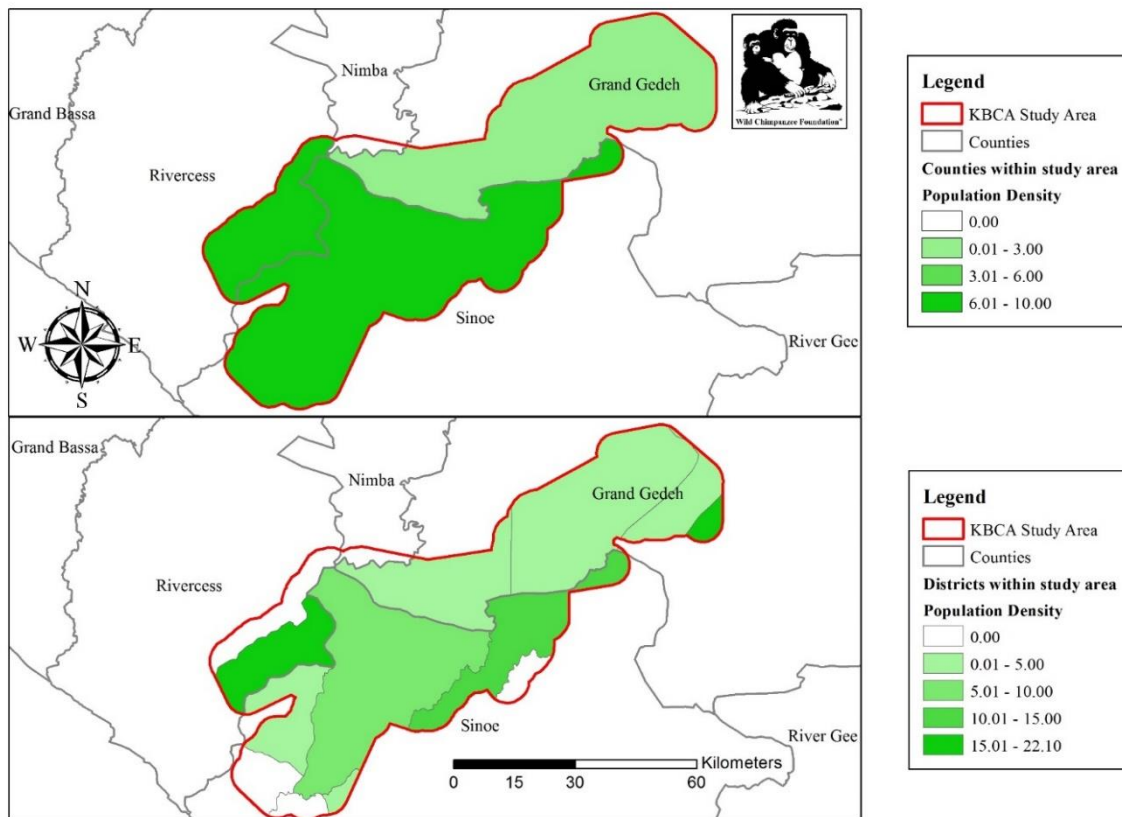 Nimba
Grand Gedeh
Grand Bassa
Rivercess
Sinoe
River Gee
N
W E
S
Wild Chimpanzee Foundation®
Legend
KBCA Study Area
Counties
Counties within study area
Population Density
0.00
0.01 - 3.00
3.01 - 6.00
6.01 - 10.00
Grand Bassa
Nimba
Grand Gedeh
Rivercess
Sinoe
River Gee
Kilometers
0 15 30 60
Legend
KBCA Study Area
Counties
Districts within study area
Population Density
0.00
0.01 - 5.00
5.01 - 10.00
10.01 - 15.00
15.01 - 22.10